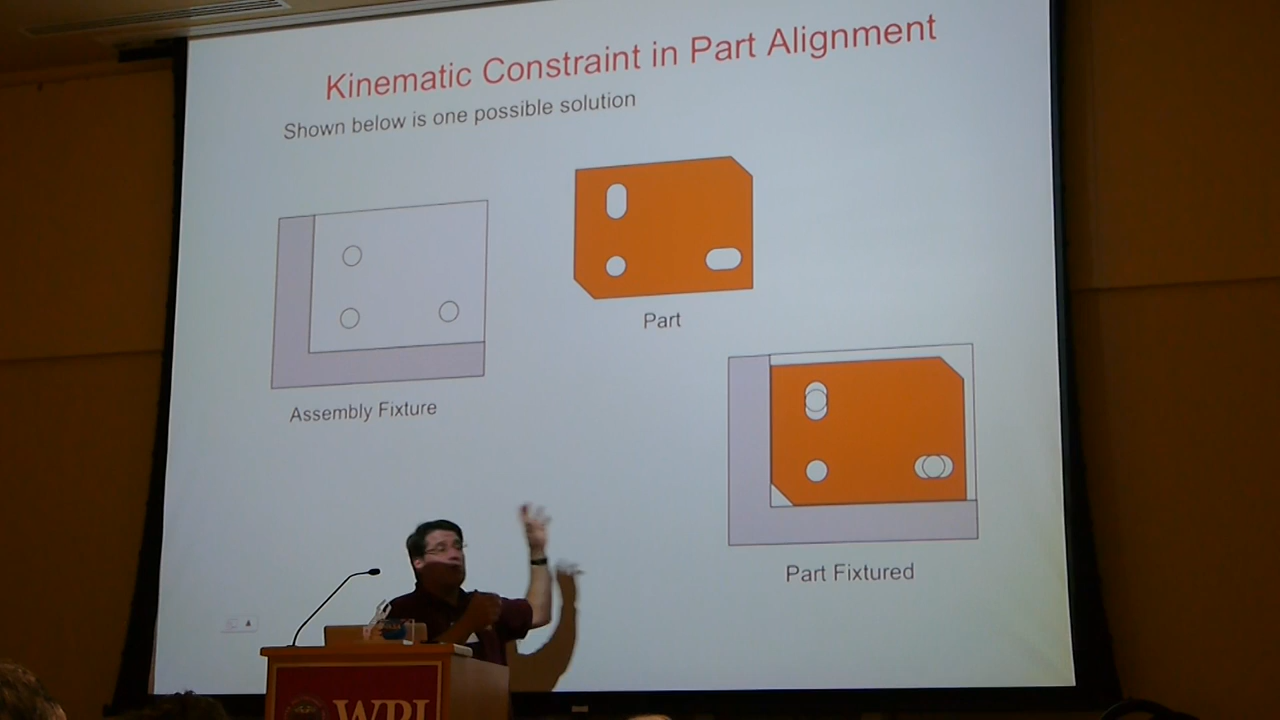 Kinematic Constraint in Part Alignment
Shown below is one possible solution
Part
Assembly Fixture
Part Fixtured
WPI